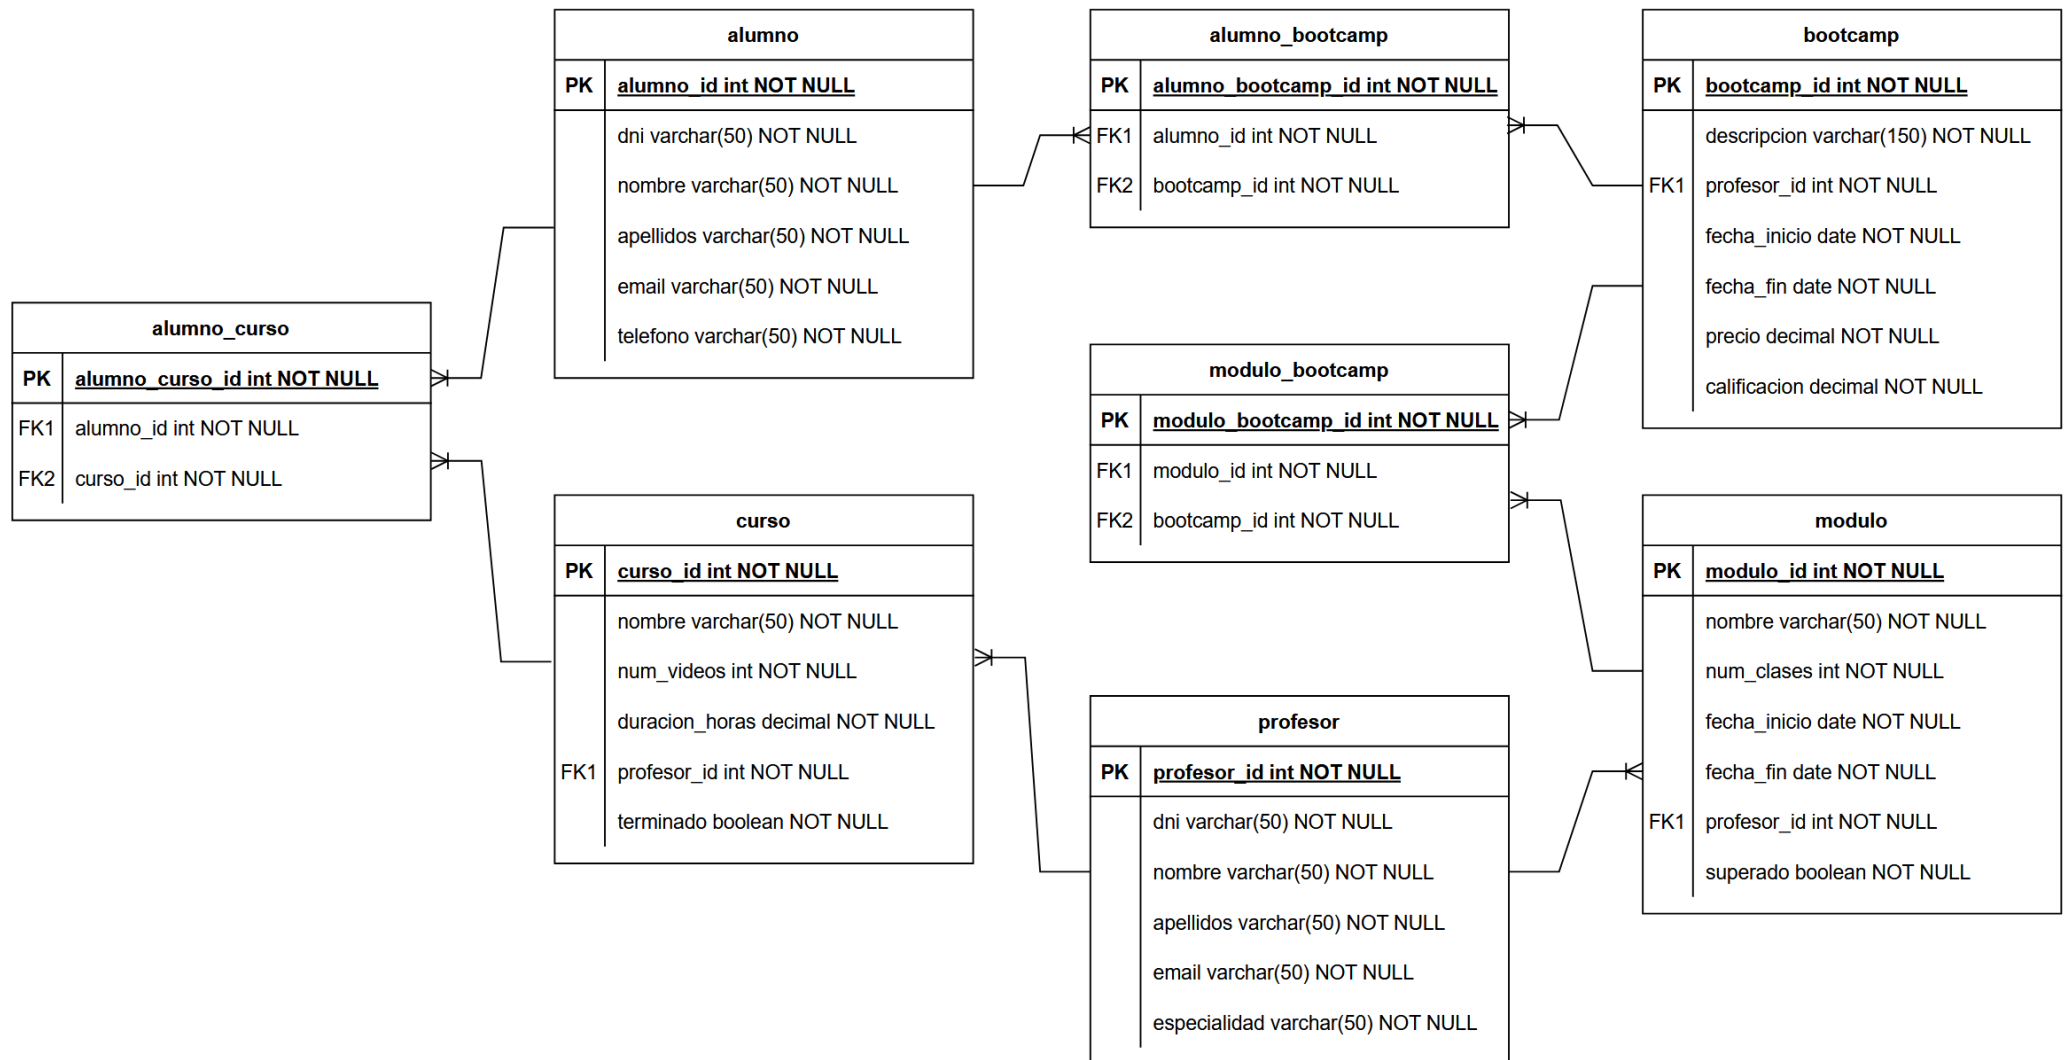 alumno
PK alumno_id int NOT NULL
dni varchar(50) NOT NULL
nombre varchar(50) NOT NULL
apellidos varchar(50) NOT NULL
email varchar(50) NOT NULL
telefono varchar(50) NOT NULL
alumno_bootcamp
PK alumno_bootcamp_id int NOT NULL
FK1 alumno_id int NOT NULL
FK2 bootcamp_id int NOT NULL
bootcamp
PK bootcamp_id int NOT NULL
descripcion varchar(150) NOT NULL
FK1 profesor_id int NOT NULL
fecha_inicio date NOT NULL
fecha_fin date NOT NULL
precio decimal NOT NULL
calificacion decimal NOT NULL
alumno_curso
PK alumno_curso_id int NOT NULL
FK1 alumno_id int NOT NULL
FK2 curso_id int NOT NULL
modulo_bootcamp
PK modulo_bootcamp_id int NOT NULL
FK1 modulo_id int NOT NULL
FK2 bootcamp_id int NOT NULL
curso
PK curso_id int NOT NULL
nombre varchar(50) NOT NULL
num_videos int NOT NULL
duracion_horas decimal NOT NULL
FK1 profesor_id int NOT NULL
terminado boolean NOT NULL
modulo
PK modulo_id int NOT NULL
nombre varchar(50) NOT NULL
num_clases int NOT NULL
fecha_inicio date NOT NULL
fecha_fin date NOT NULL
FK1 profesor_id int NOT NULL
superado boolean NOT NULL
profesor
PK profesor_id int NOT NULL
dni varchar(50) NOT NULL
nombre varchar(50) NOT NULL
apellidos varchar(50) NOT NULL
email varchar(50) NOT NULL
especialidad varchar(50) NOT NULL